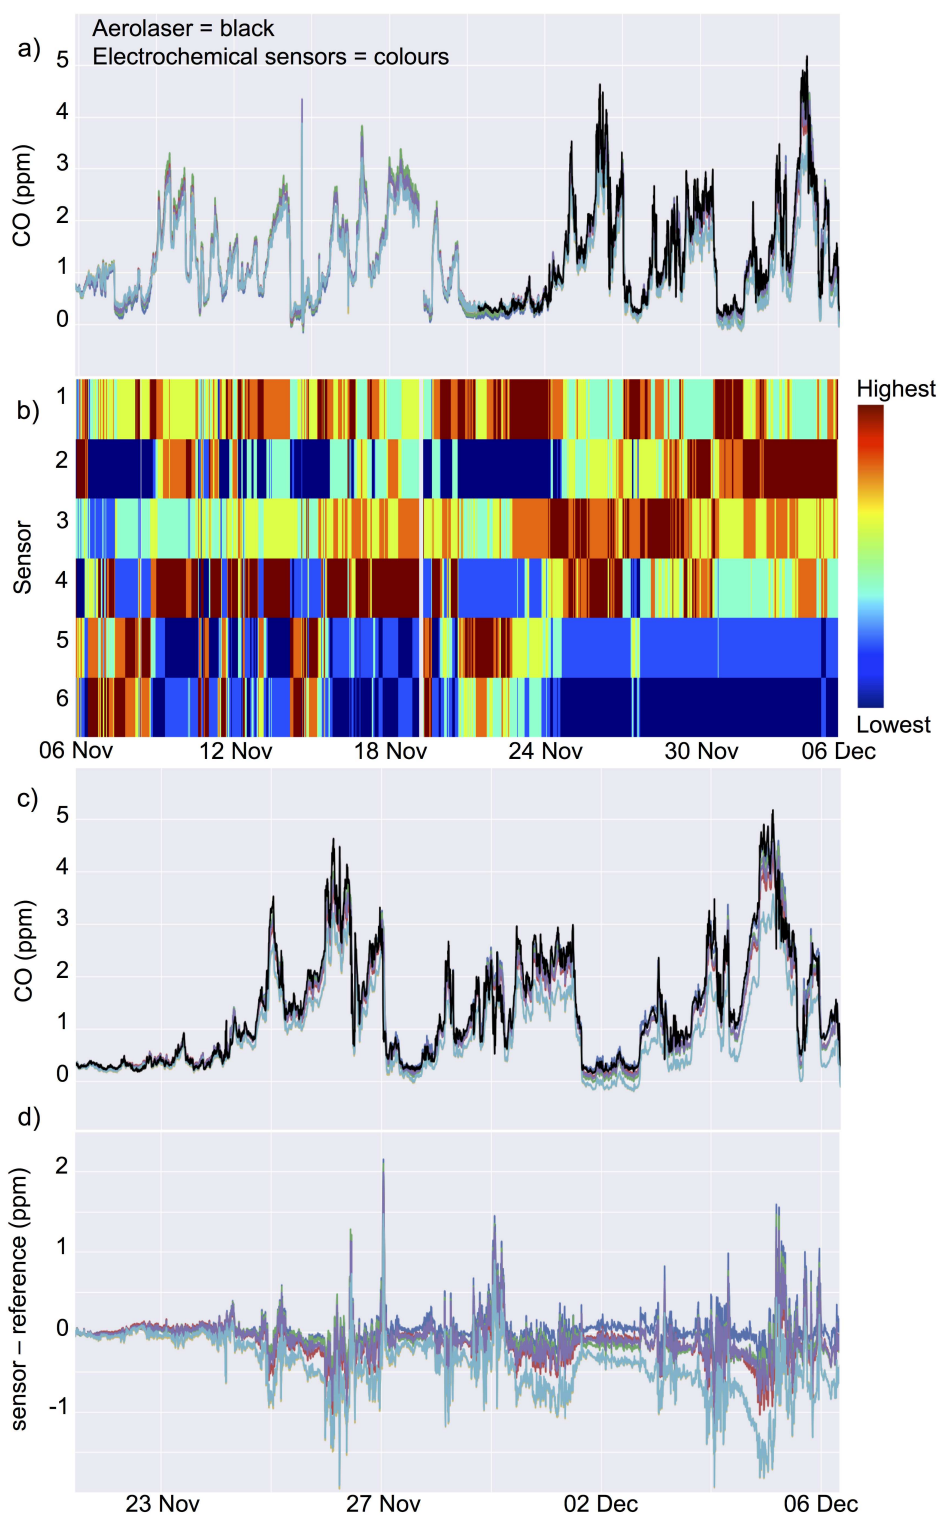 a)
Aerolaser = black
Electrochemical sensors = colours
5
4
3
2
1
0
CO (ppm)
b)
Highest
Lowest
1
2
3
4
5
6
Sensor
06 Nov 12 Nov 18 Nov 24 Nov 30 Nov 06 Dec
c)
5
4
3
2
1
0
CO (ppm)
d)
2
1
0
-1
sensor – reference (ppm)
23 Nov 27 Nov 02 Dec 06 Dec